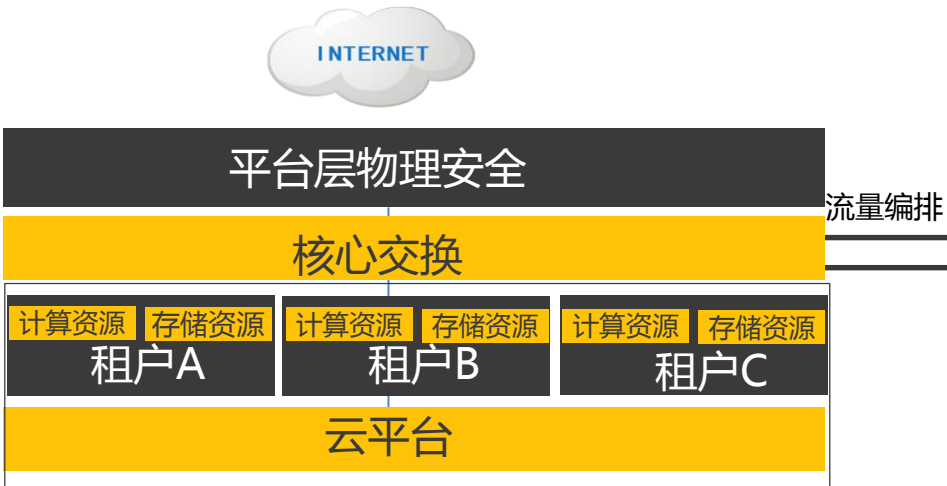 INTERNET
平台层物理安全
流量编排
核心交换
计算资源 存储资源 计算资源 存储资源 计算资源 存储资源
租户A 租户B 租户C
云平台